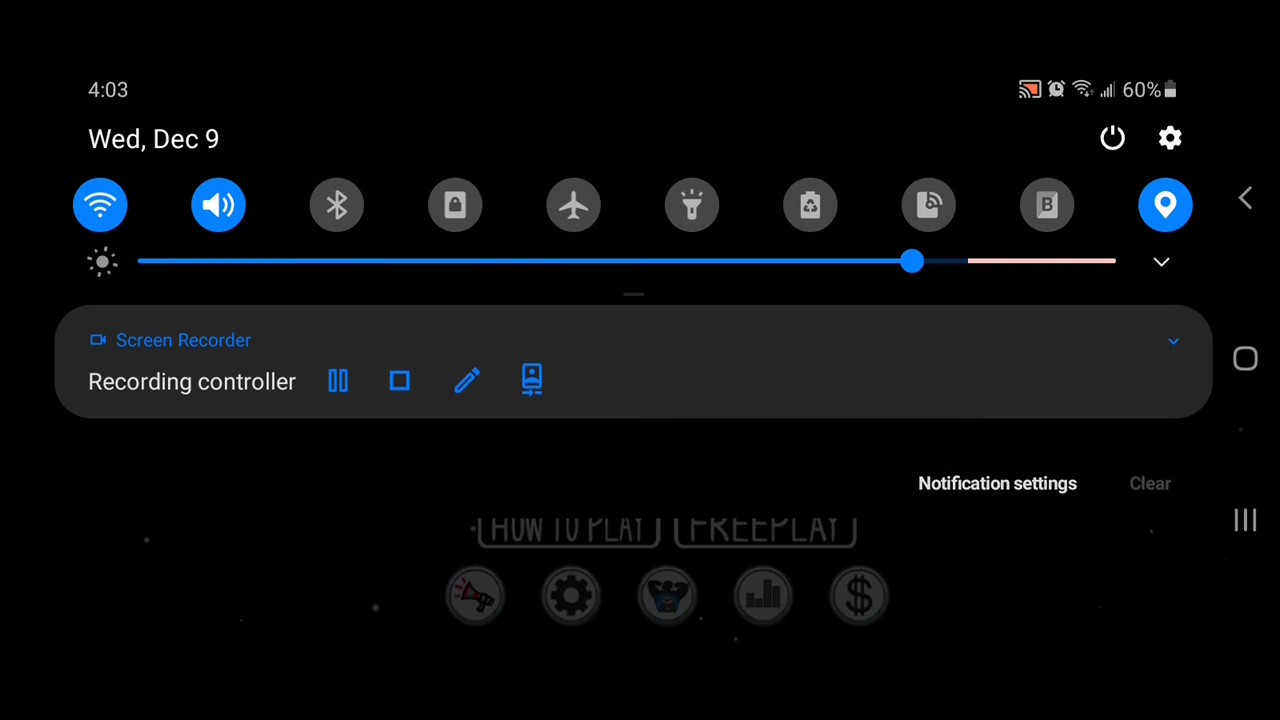 4:03
60%
Wed, Dec 9
B
Screen Recorder
Recording controller
Notification settings
Clear
HOW TO PLAY
FREEPLAY
$